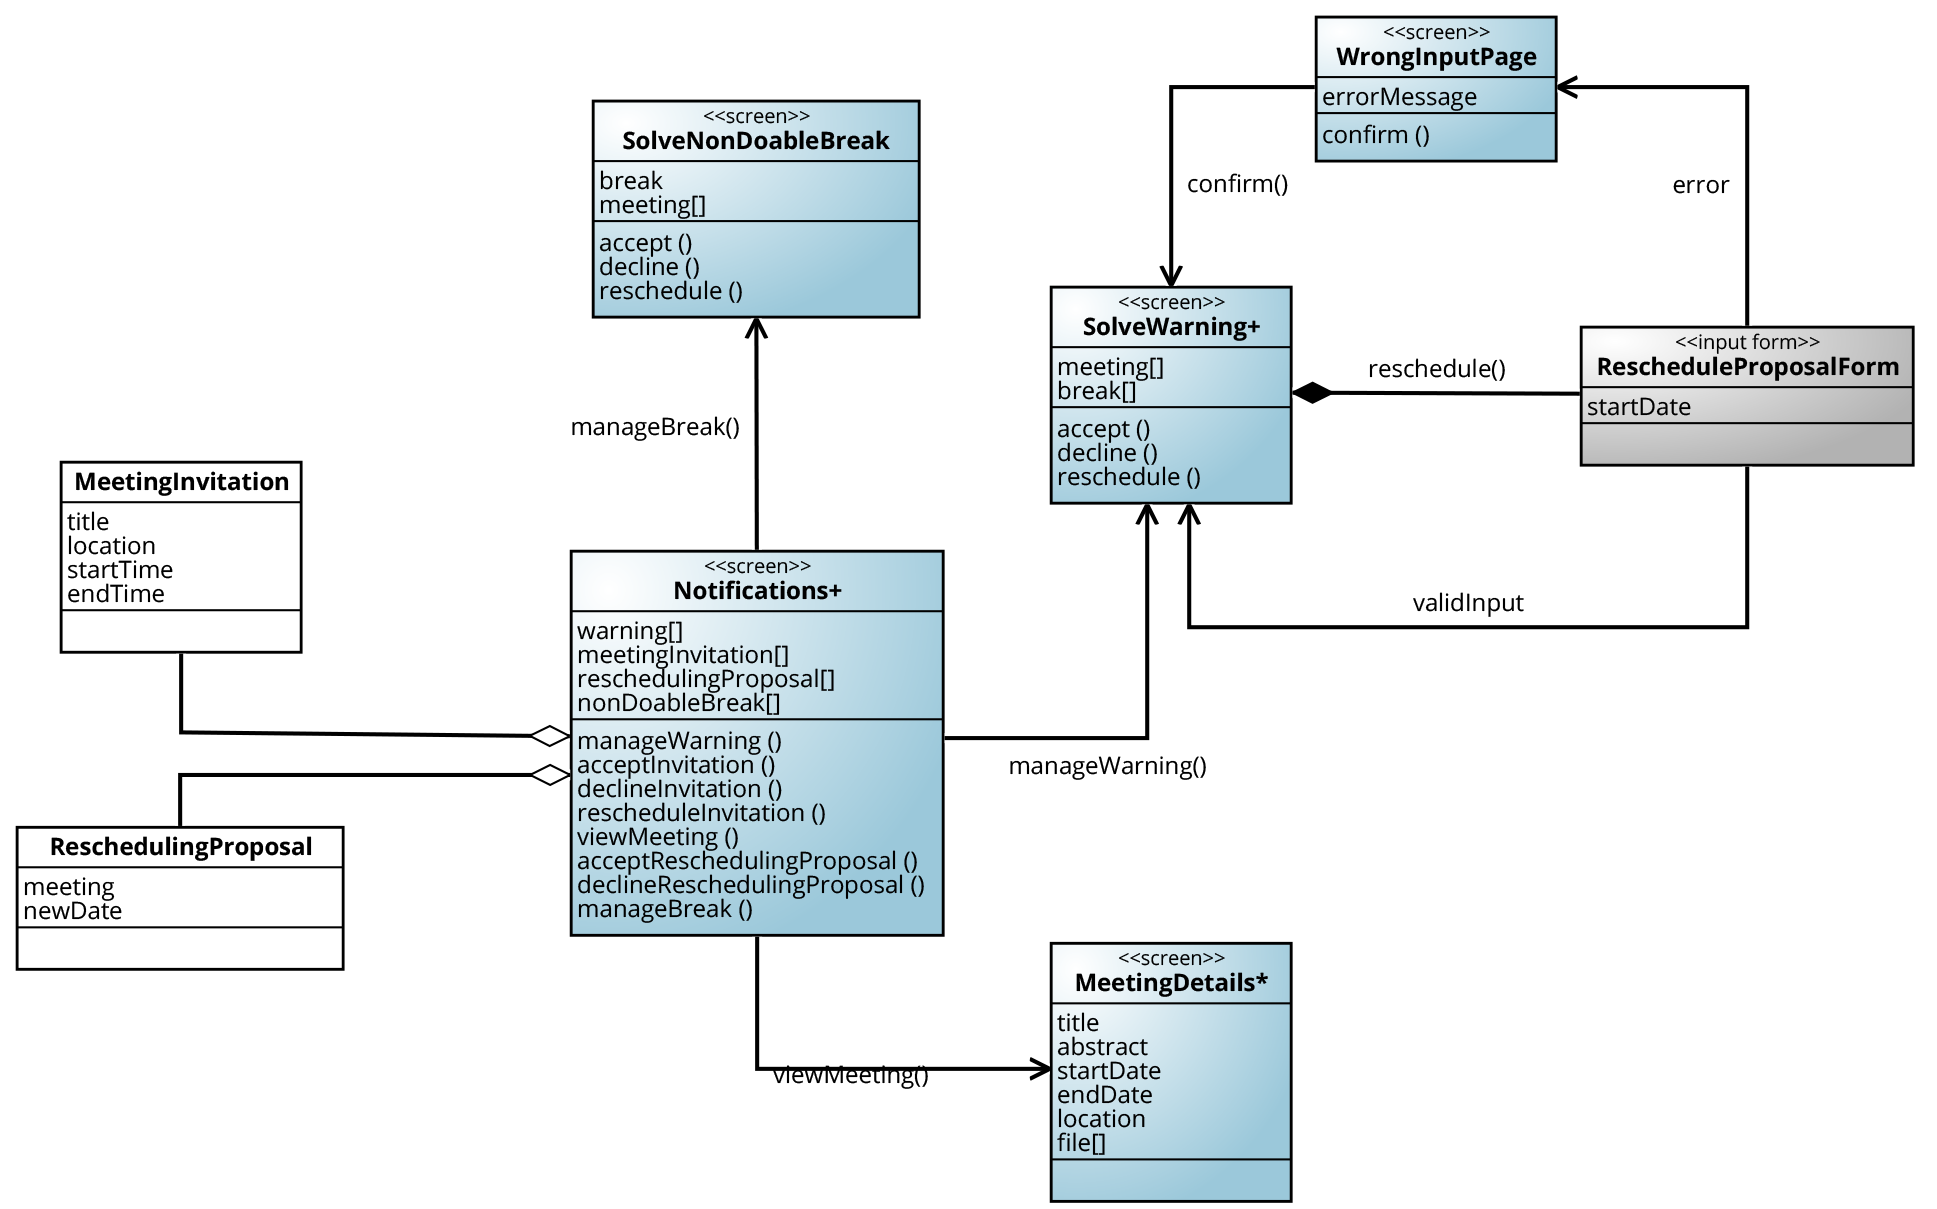 <<screen>>
WrongInputPage
errorMessage
confirm ()
<<screen>>
SolveNonDoableBreak
break
meeting[]
accept ()
decline ()
reschedule ()
confirm()
error
<<screen>>
SolveWarning+
meeting[]
break[]
accept ()
decline ()
reschedule ()
reschedule()
<<input form>>
RescheduleProposalForm
startDate
manageBreak()
MeetingInvitation
title
location
startTime
endTime
<<screen>>
Notifications+
warning[]
meetingInvitation[]
reschedulingProposal[]
nonDoableBreak[]
manageWarning ()
acceptInvitation ()
declineInvitation ()
rescheduleInvitation ()
viewMeeting ()
acceptReschedulingProposal ()
declineReschedulingProposal ()
manageBreak ()
validInput
manageWarning()
ReschedulingProposal
meeting
newDate
<<screen>>
MeetingDetails*
title
abstract
startDate
endDate
location
file[]
viewMeeting()